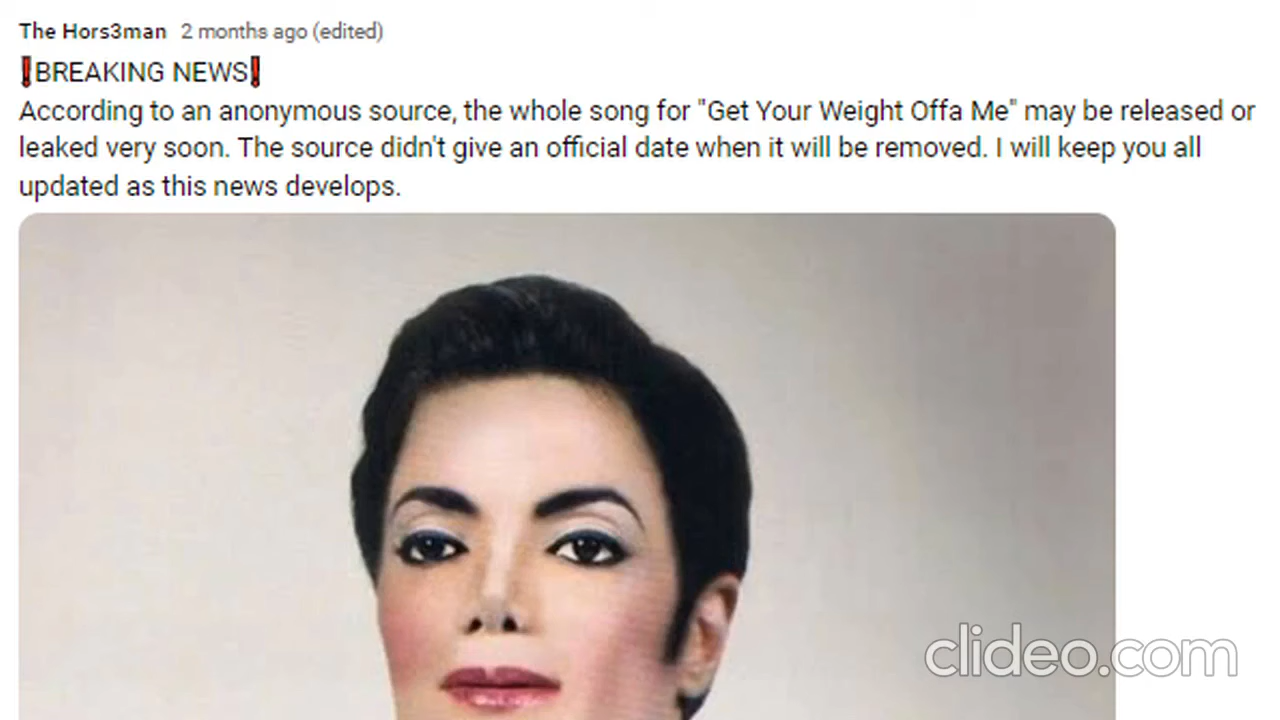 The Hors3man 2 months ago (edited)
❗BREAKING NEWS❗
According to an anonymous source, the whole song for "Get Your Weight Offa Me" may be released or
leaked very soon. The source didn't give an official date when it will be removed. I will keep you all
updated as this news develops.
clideo.com